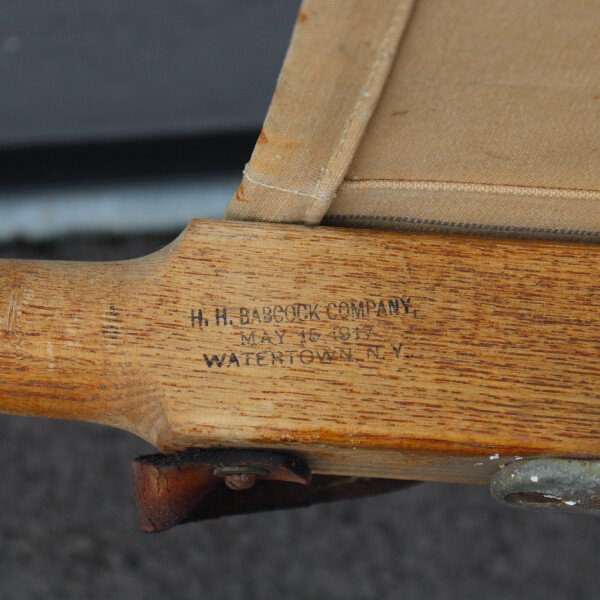 H. H. BABCOCK COMPANY,
MAY 15 1917
WATERTOWN, N.Y.